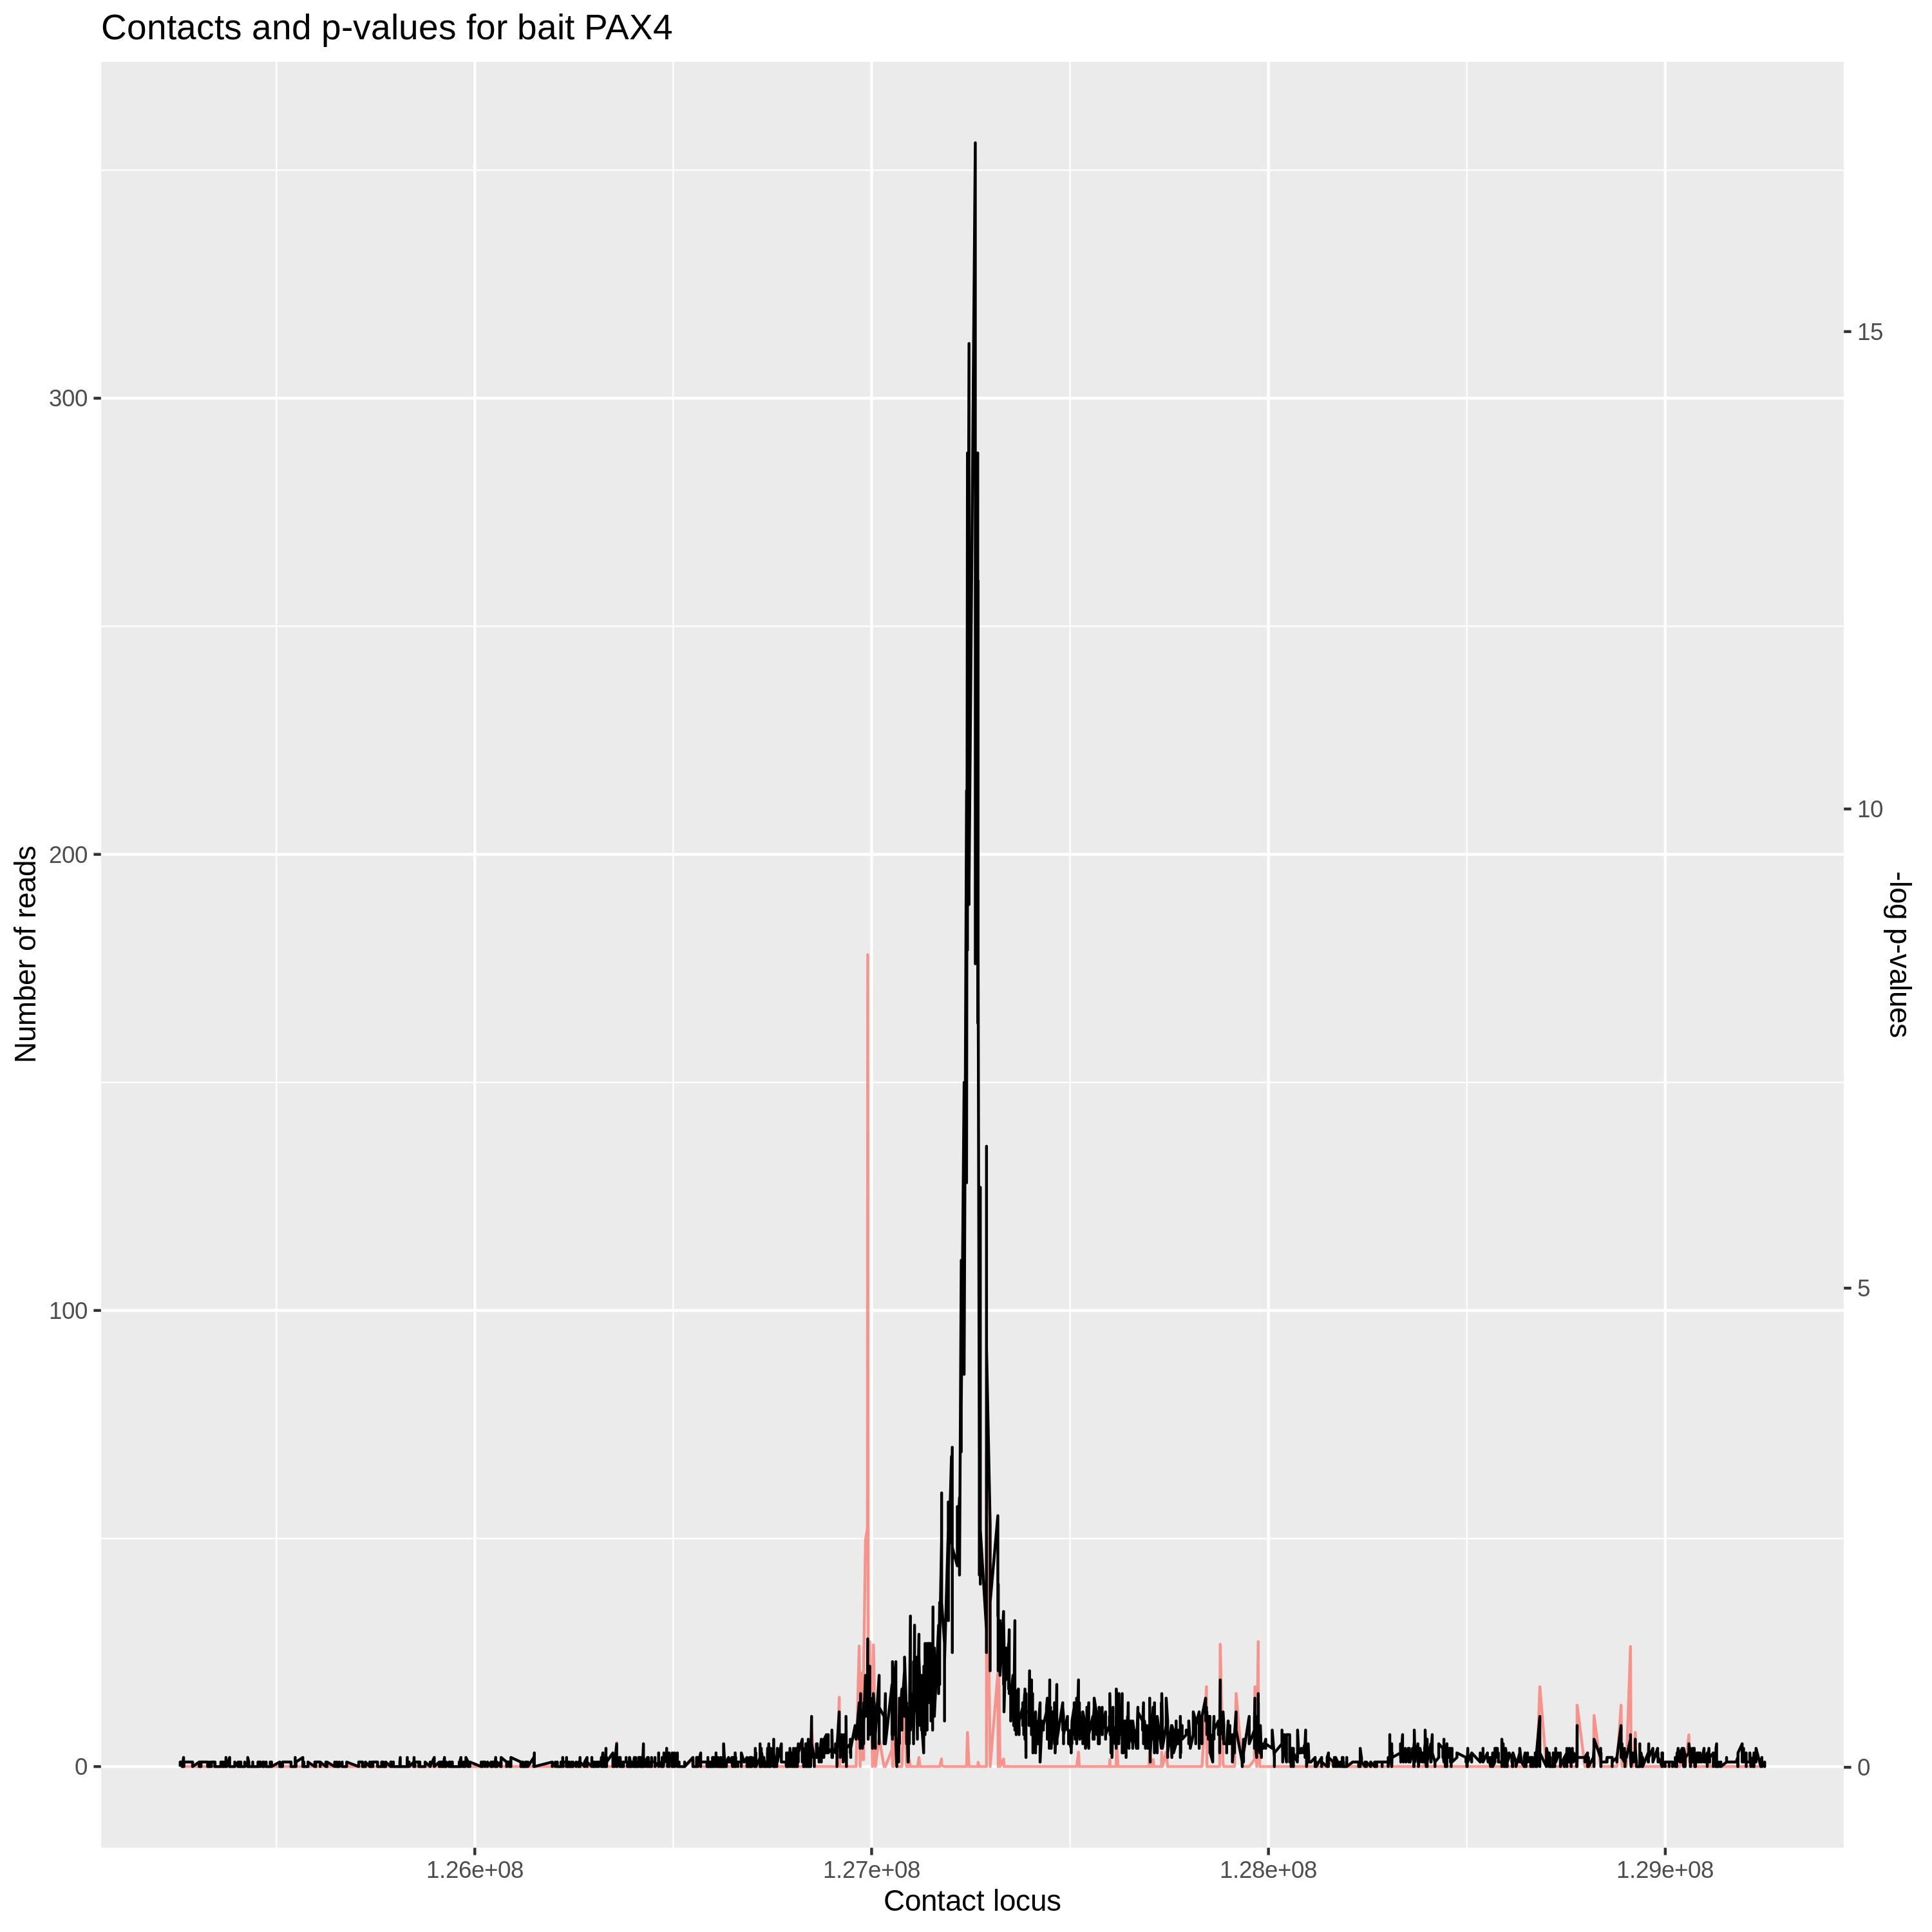 Contacts and p-values for bait PAX4
Number of reads
300
200
100
0
15
10
5
0
-log p-values
1.26e+08
1.27e+08
1.28e+08
1.29e+08
Contact locus